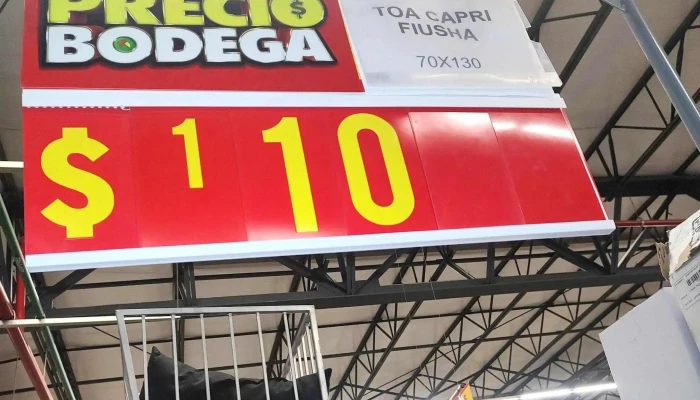 PRECIO
BODEGA
TOA CAPRI
FIUSHA
70X130
$ 1 10